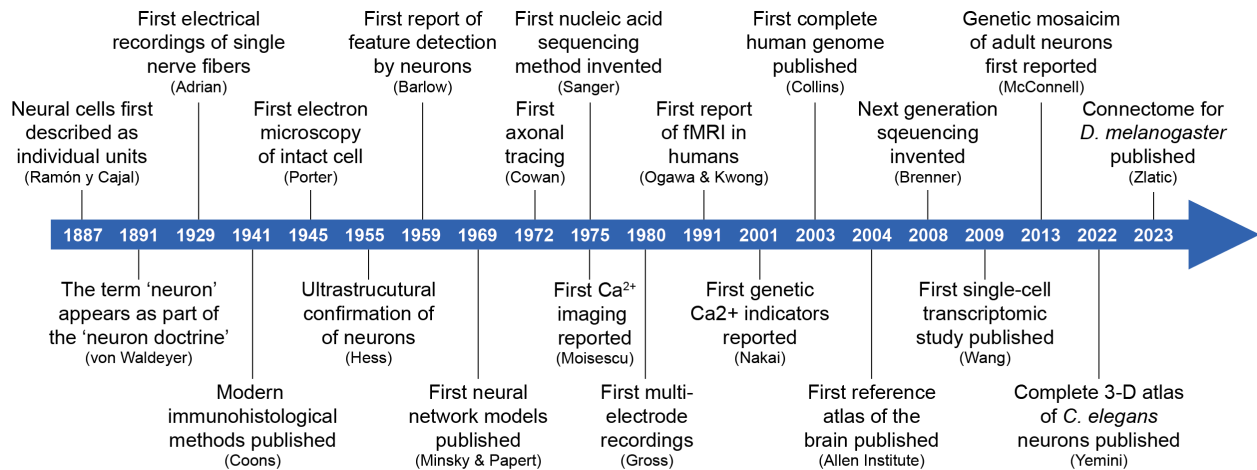 First electrical
recordings of single
nerve fibers
(Adrian)
First report of
feature detection
by neurons
(Barlow)
First nucleic acid
sequencing
method invented
(Sanger)
First complete
human genome
published
(Collins)
Genetic mosaicim
of adult neurons
first reported
(McConnell)
Neural cells first
described as
individual units
(Ramón y Cajal)
First electron
microscopy
of intact cell
(Porter)
First
axonal
tracing
(Cowan)
First report
of fMRI in
humans
(Ogawa & Kwong)
Next generation
sqeuencing
invented
(Brenner)
Connectome for
D. melanogaster
published
(Zlatic)
1887 1891 1929 1941 1945 1955 1959 1969 1972 1975 1980 1991 2001 2003 2004 2008 2009 2013 2022 2023
The term ‘neuron’
appears as part of
the ‘neuron doctrine’
(von Waldeyer)
Ultrastrucutural
confirmation of
of neurons
(Hess)
First Ca2+
imaging
reported
(Moisescu)
First genetic
Ca2+ indicators
reported
(Nakai)
First single-cell
transcriptomic
study published
(Wang)
Modern
immunohistological
methods published
(Coons)
First neural
network models
published
(Minsky & Papert)
First multi-
electrode
recordings
(Gross)
First reference
atlas of the
brain published
(Allen Institute)
Complete 3-D atlas
of C. elegans
neurons published
(Yemini)